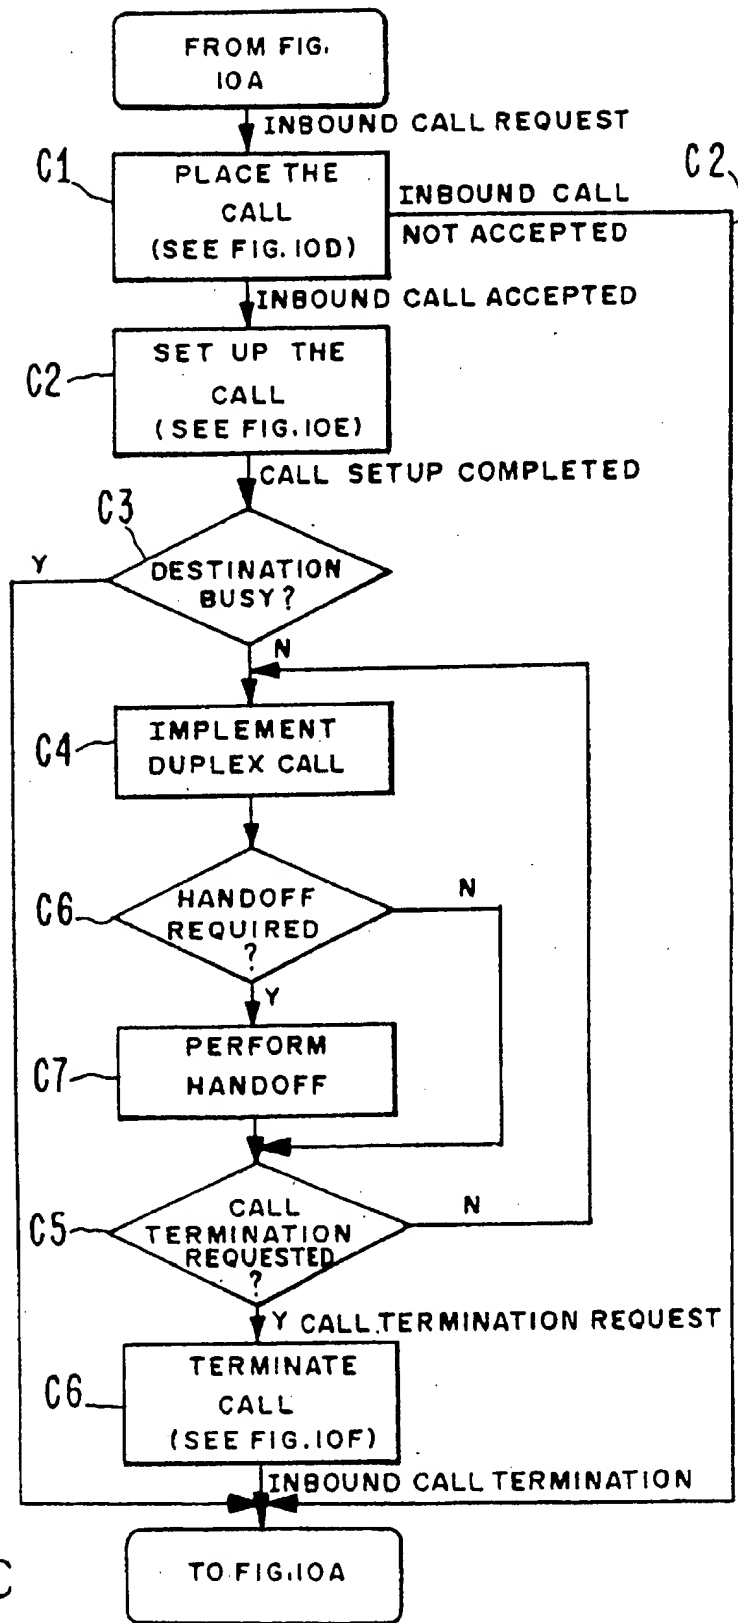 FROM FIG.
10A
INBOUND CALL REQUEST
C1
PLACE THE
CALL
(SEE FIG.10D)
INBOUND CALL
NOT ACCEPTED
C2
INBOUND CALL ACCEPTED
C2
SET UP THE
CALL
(SEE FIG.10E)
CALL SETUP COMPLETED
C3
Y
DESTINATION
BUSY?
N
C4
IMPLEMENT
DUPLEX CALL
C6
HANDOFF
REQUIRED
?
N
Y
C7
PERFORM
HANDOFF
C5
CALL
TERMINATION
REQUESTED
?
N
Y CALL TERMINATION REQUEST
C6
TERMINATE
CALL
(SEE FIG.10F)
INBOUND CALL TERMINATION
TO FIG.10A
C